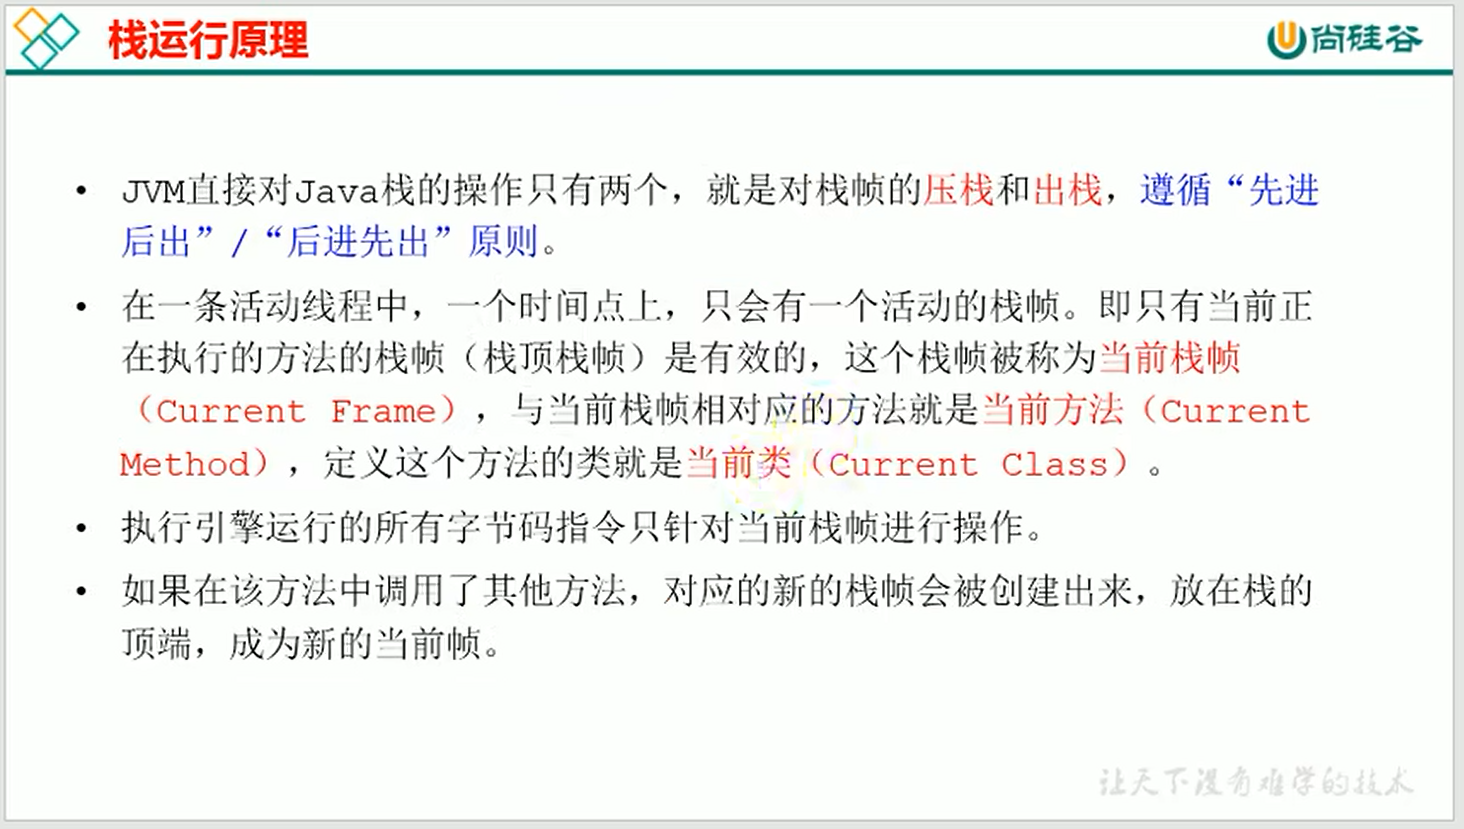 栈运行原理
尚硅谷
JVM直接对Java栈的操作只有两个，就是对栈帧的压栈和出栈，遵循“先进
后出”/“后进先出”原则。
在一条活动线程中，一个时间点上，只会有一个活动的栈帧。即只有当前正
在执行的方法的栈帧（栈顶栈帧）是有效的，这个栈帧被称为当前栈帧
（Current Frame），与当前栈帧相对应的方法就是当前方法（Current
Method），定义这个方法的类就是当前类（Current Class）。
执行引擎运行的所有字节码指令只针对当前栈帧进行操作。
如果在该方法中调用了其他方法，对应的新的栈帧会被创建出来，放在栈的
顶端，成为新的当前帧。
让天下没有难学的技术